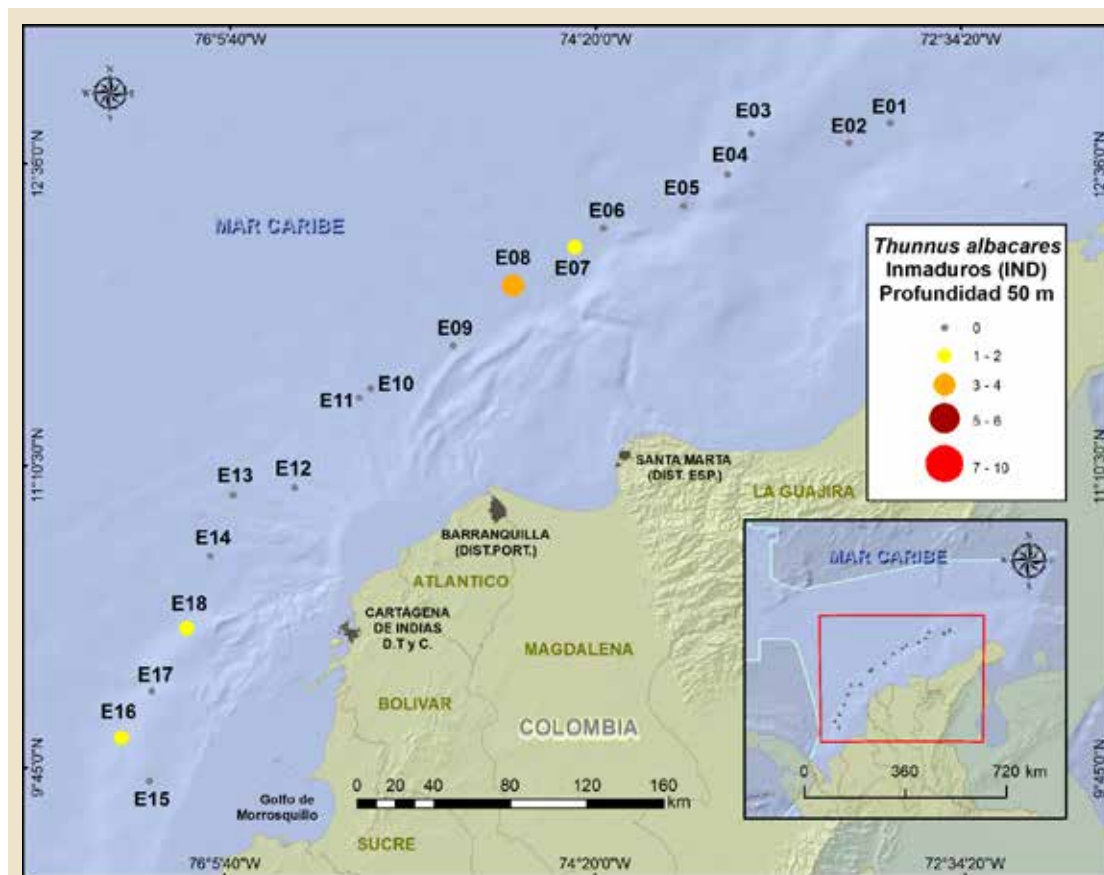 76°5'40"W
74°20'0"W
72°34'20"W
E01
E02
E03
E04
E05
E06
E07
E08
E09
E10
E11
E12
E13
E14
E18
E17
E16
E15
12°36'0"N
12°36'0"N
MAR CARIBE
Thunnus albacares
Inmaduros (IND)
Profundidad 50 m
0
1 - 2
3 - 4
5 - 6
7 - 10
11°10'30"N
11°10'30"N
SANTA MARTA
(DIST. ESP.)
LA GUAJIRA
BARRANQUILLA
(DIST.PORT.)
ATLANTICO
CARTAGENA
DE INDIAS
D.T y C.
MAGDALENA
BOLIVAR
COLOMBIA
MAR CARIBE
0 360 720 km
9°45'0"N
9°45'0"N
0 20 40 80 120 160
km
Golfo de
Morrosquillo
SUCRE
76°5'40"W
74°20'0"W
72°34'20"W